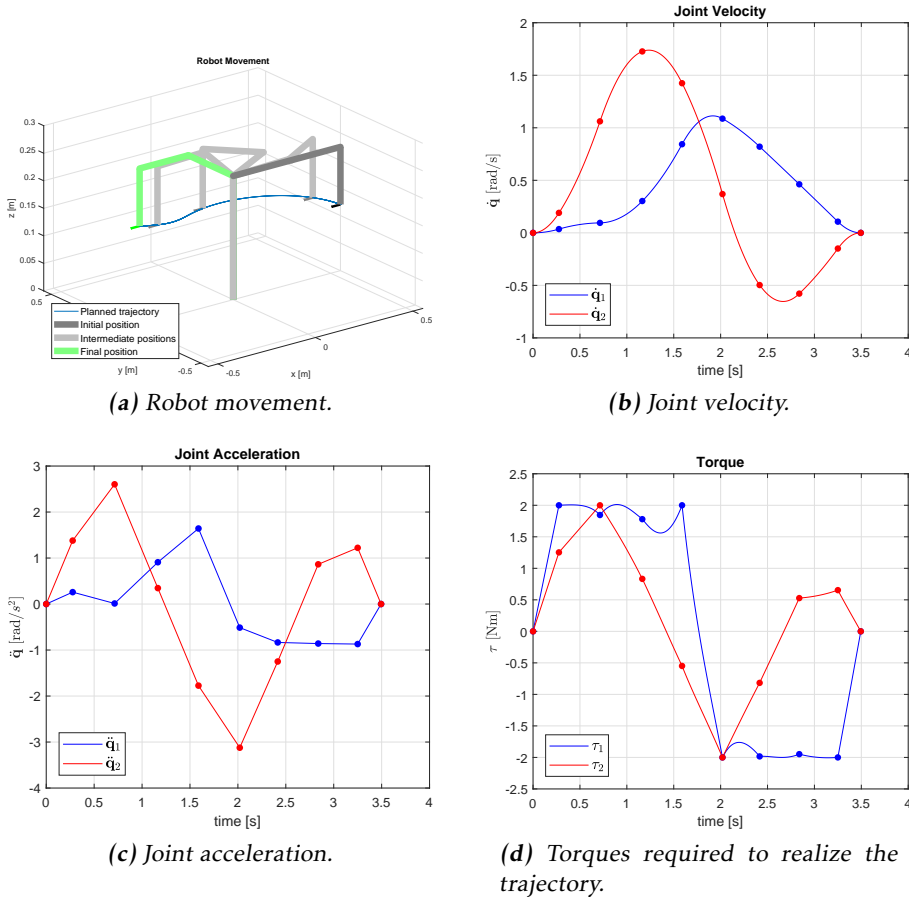 Robot Movement
0.3
0.25
0.2
0.15
0.1
0.05
0
z [m]
0.5
0
-0.5
y [m]
-0.5
0
0.5
x [m]
Planned trajectory
Initial position
Intermediate positions
Final position
(a) Robot movement.
Joint Velocity
2
1.5
1
0.5
0
-0.5
-1
q̇ [rad/s]
q̇₁
q̇₂
0 0.5 1 1.5 2 2.5 3 3.5 4
time [s]
(b) Joint velocity.
Joint Acceleration
3
2
1
0
-1
-2
-3
-4
q̈ [rad/s²]
q̈₁
q̈₂
0 0.5 1 1.5 2 2.5 3 3.5 4
time [s]
(c) Joint acceleration.
Torque
2.5
2
1.5
1
0.5
0
-0.5
-1
-1.5
-2
-2.5
τ [Nm]
τ₁
τ₂
0 0.5 1 1.5 2 2.5 3 3.5 4
time [s]
(d) Torques required to realize the
trajectory.